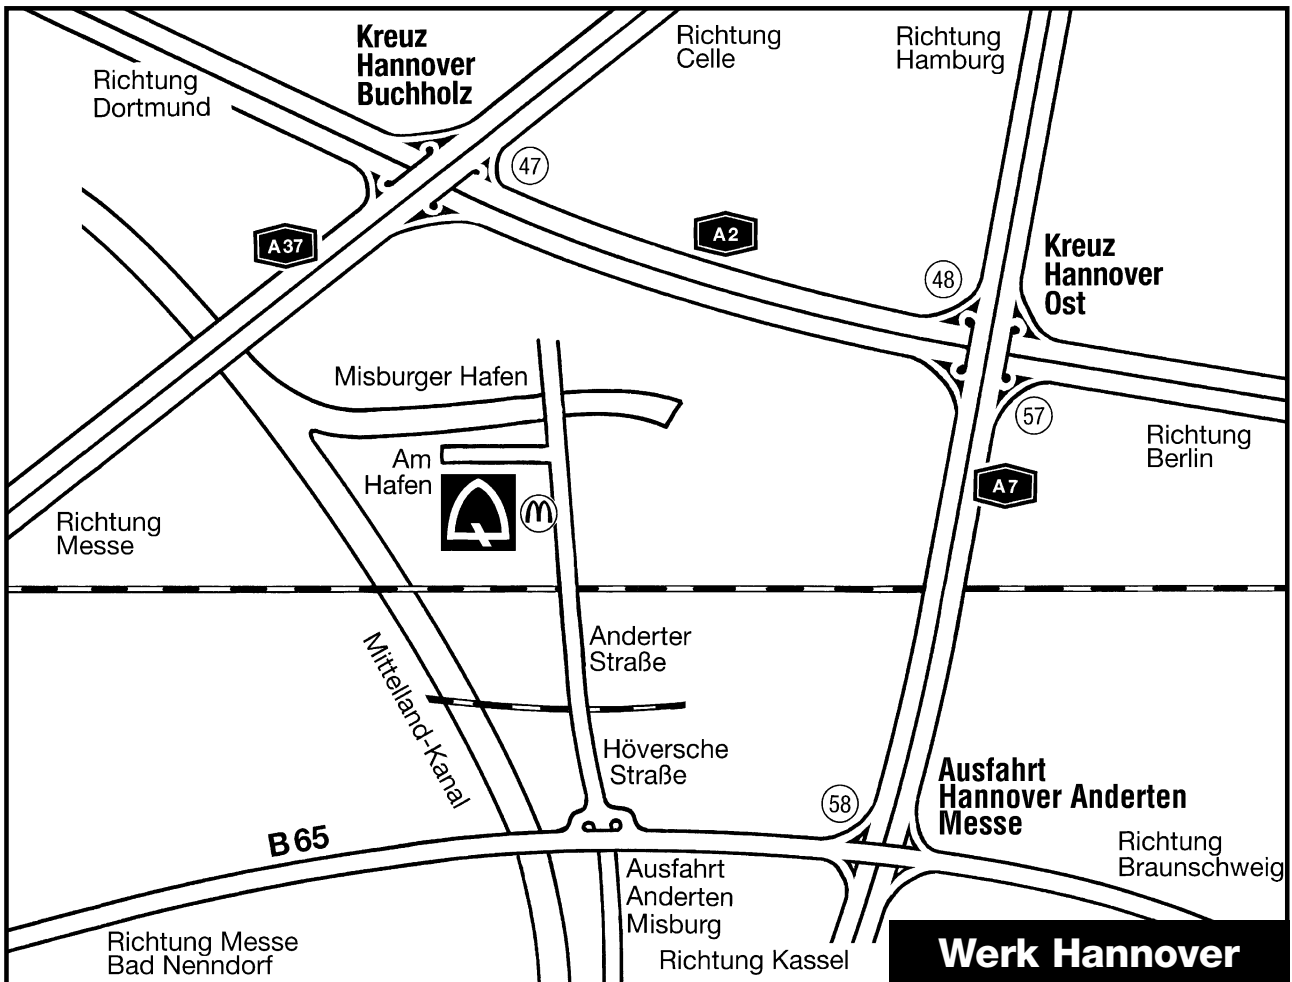 Kreuz
Hannover
Buchholz
Richtung
Celle
Richtung
Hamburg
Richtung
Dortmund
47
A37
A2
48
Kreuz
Hannover
Ost
Misburger Hafen
57
Richtung
Berlin
Am
Hafen
A7
Richtung
Messe
Mittelland-Kanal
Anderter
Straße
Höversche
Straße
58
Ausfahrt
Hannover Anderten
Messe
B65
Richtung
Braunschweig
Ausfahrt
Anderten
Misburg
Richtung Messe
Bad Nenndorf
Richtung Kassel
Werk Hannover